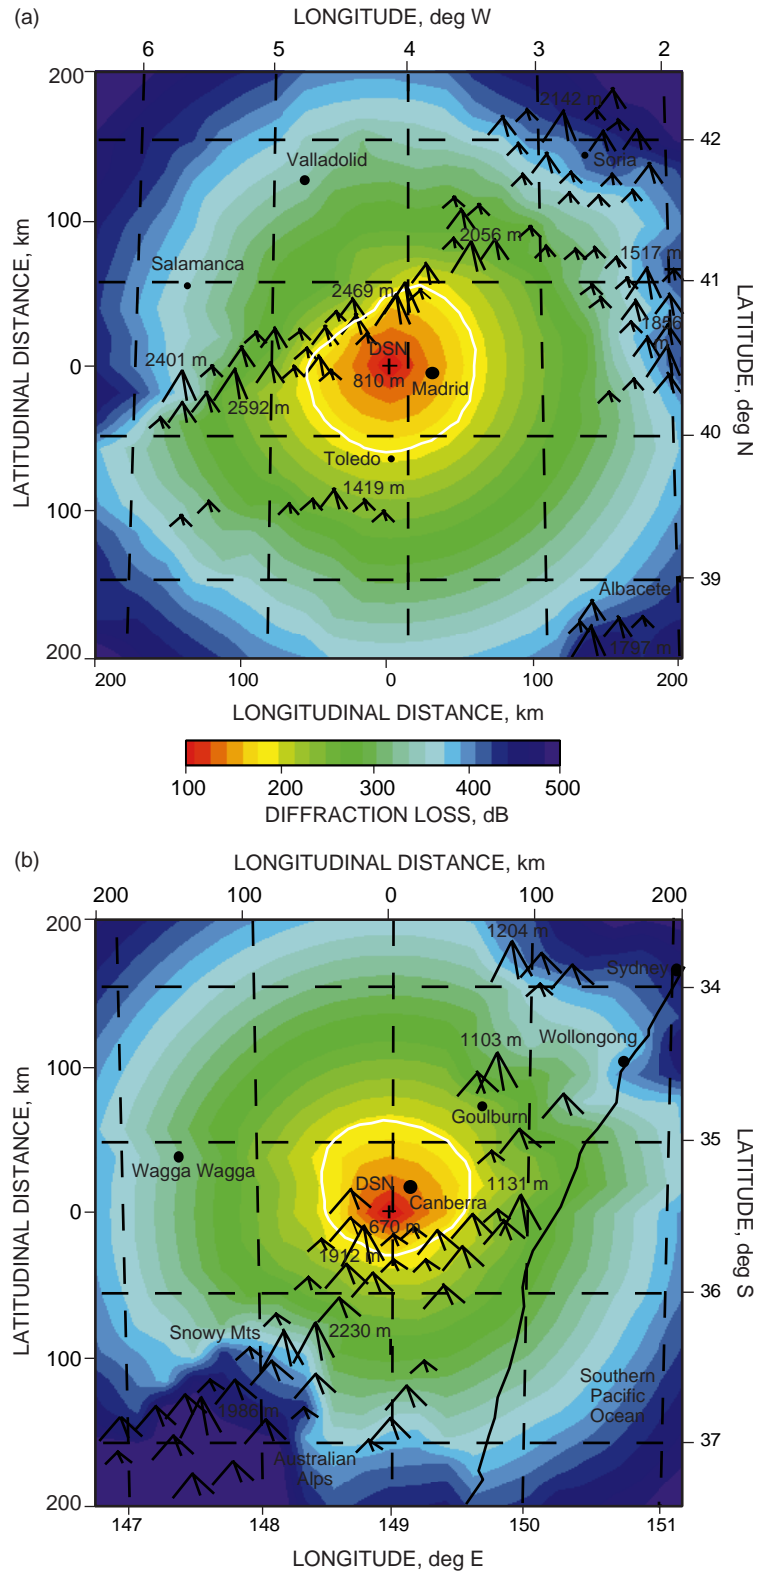 (a)
LONGITUDE, deg W
6 5 4 3 2
200
2142 m
42
Valladolid
Soria
100
2056 m
1517 m
Salamanca
41
2469 m
1856
m
DSN
2401 m
0
810 m
Madrid
2592 m
40
Toledo
1419 m
100
39
Albacete
1797 m
200
LATITUDINAL DISTANCE, km
LATITUDE, deg N
200 100 0 100 200
LONGITUDINAL DISTANCE, km
100 200 300 400 500
DIFFRACTION LOSS, dB
(b)
LONGITUDINAL DISTANCE, km
200 100 0 100 200
200
1204 m
Sydney
34
Wollongong
1103 m
100
Goulburn
35
Wagga Wagga
DSN
1131 m
Canberra
0
670 m
1912 m
36
Snowy Mts
2230 m
100
Southern
Pacific
Ocean
1986 m
37
Australian
Alps
200
LATITUDINAL DISTANCE, km
LATITUDE, deg S
147 148 149 150 151
LONGITUDE, deg E